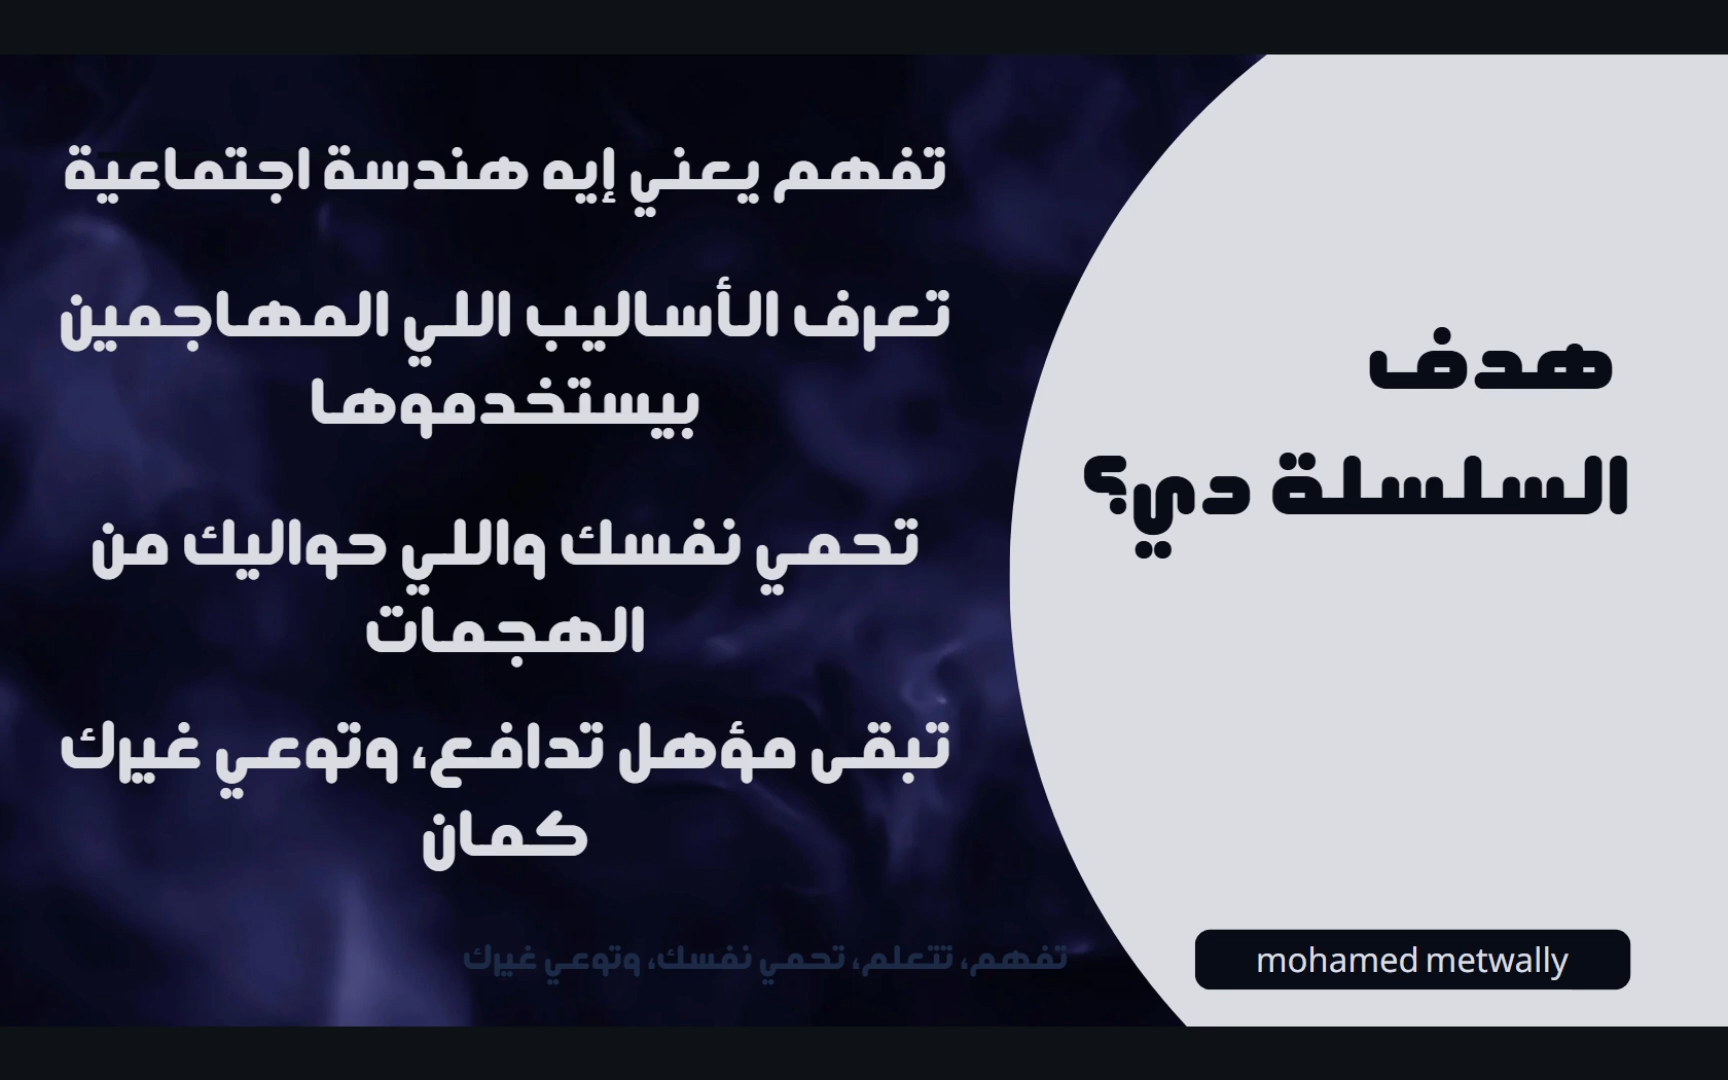 هدف
السلسلة دي؟
تفهم يعني إيه هندسة اجتماعية
تعرف الأساليب اللي المهاجمين
بيستخدموها
تحمي نفسك واللي حواليك من
الهجمات
تبقى مؤهل تدافع، وتوعي غيرك
كمان
تفهم، تتعلم، تحمي نفسك، وتوعي غيرك
mohamed metwally